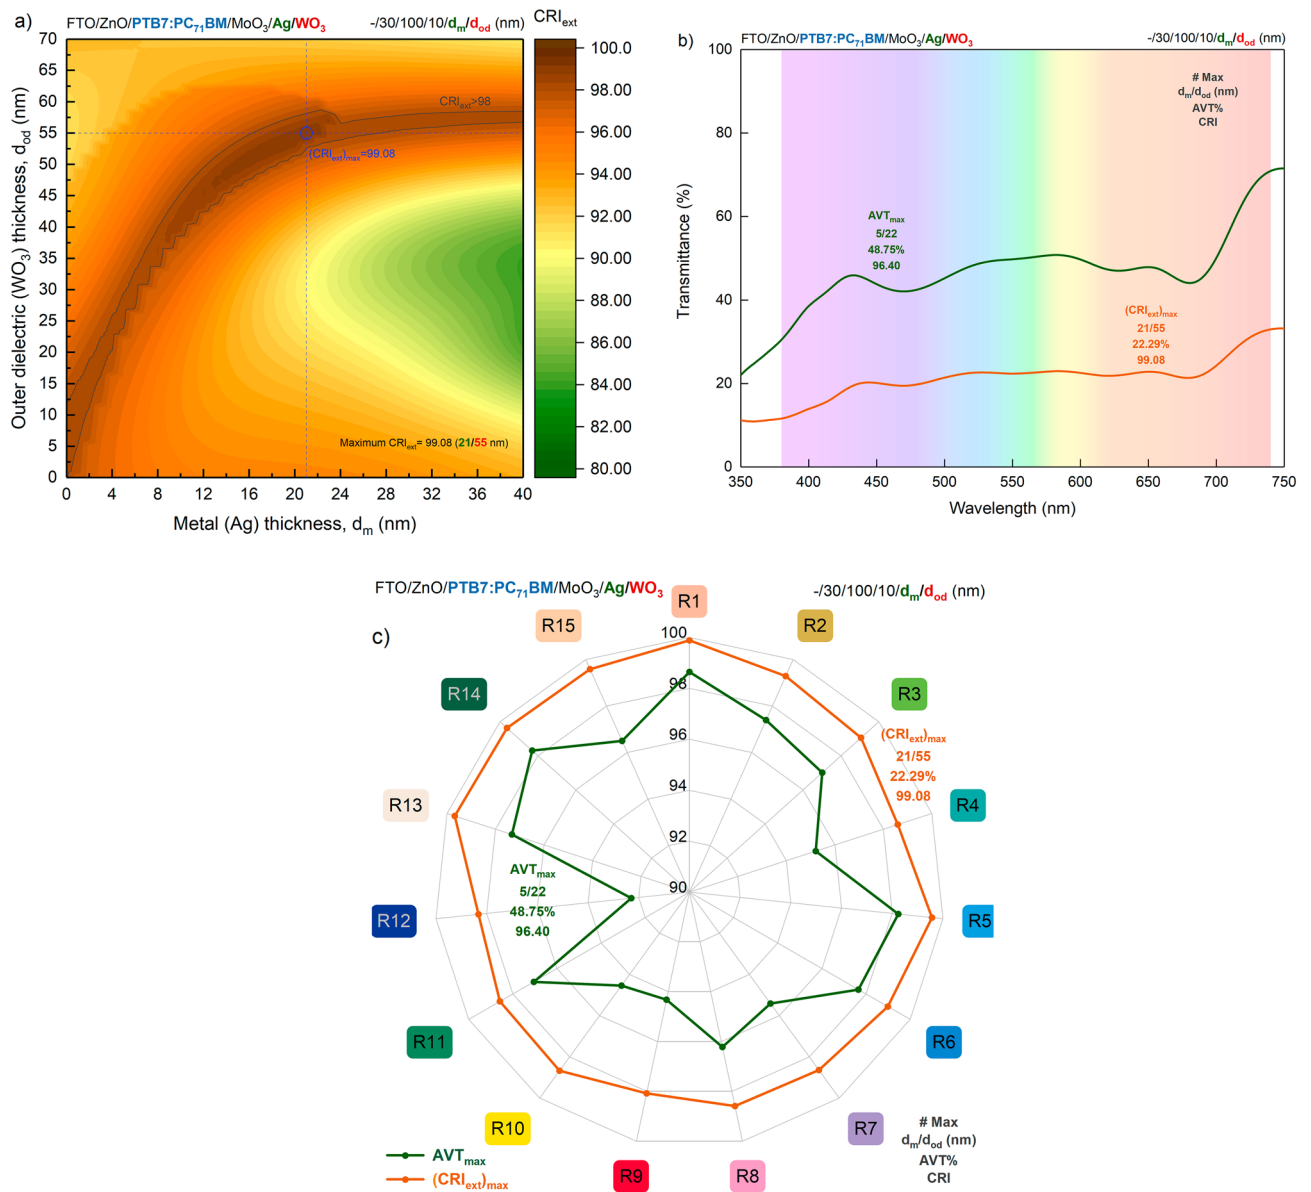 a)
FTO/ZnO/PTB7:PC71BM/MoO3/Ag/WO3 -/30/100/10/dm/dod (nm)
CRIext
70
65
60
55
50
45
40
35
30
25
20
15
10
5
0
Outer dielectric (WO3) thickness, dod (nm)
CRIext>98
(CRIext)max=99.08
Maximum CRIext= 99.08 (21/55 nm)
0 4 8 12 16 20 24 28 32 36 40
Metal (Ag) thickness, dm (nm)
100.0
98.00
96.00
94.00
92.00
90.00
88.00
86.00
84.00
82.00
80.00
b)
FTO/ZnO/PTB7:PC71BM/MoO3/Ag/WO3 -/30/100/10/dm/dod (nm)
100
80
60
40
20
0
Transmittance (%)
# Max
dm/dod (nm)
AVT%
CRI
AVTmax
5/22
48.75%
96.40
(CRIext)max
21/55
22.29%
99.08
350 400 450 500 550 600 650 700 750
Wavelength (nm)
c)
FTO/ZnO/PTB7:PC71BM/MoO3/Ag/WO3 -/30/100/10/dm/dod (nm)
R1
R2
R3
R4
R5
R6
R7
R8
R9
R10
R11
R12
R13
R14
R15
100
98
96
94
92
90
(CRIext)max
21/55
22.29%
99.08
AVTmax
5/22
48.75%
96.40
AVTmax
(CRIext)max
# Max
dm/dod (nm)
AVT%
CRI